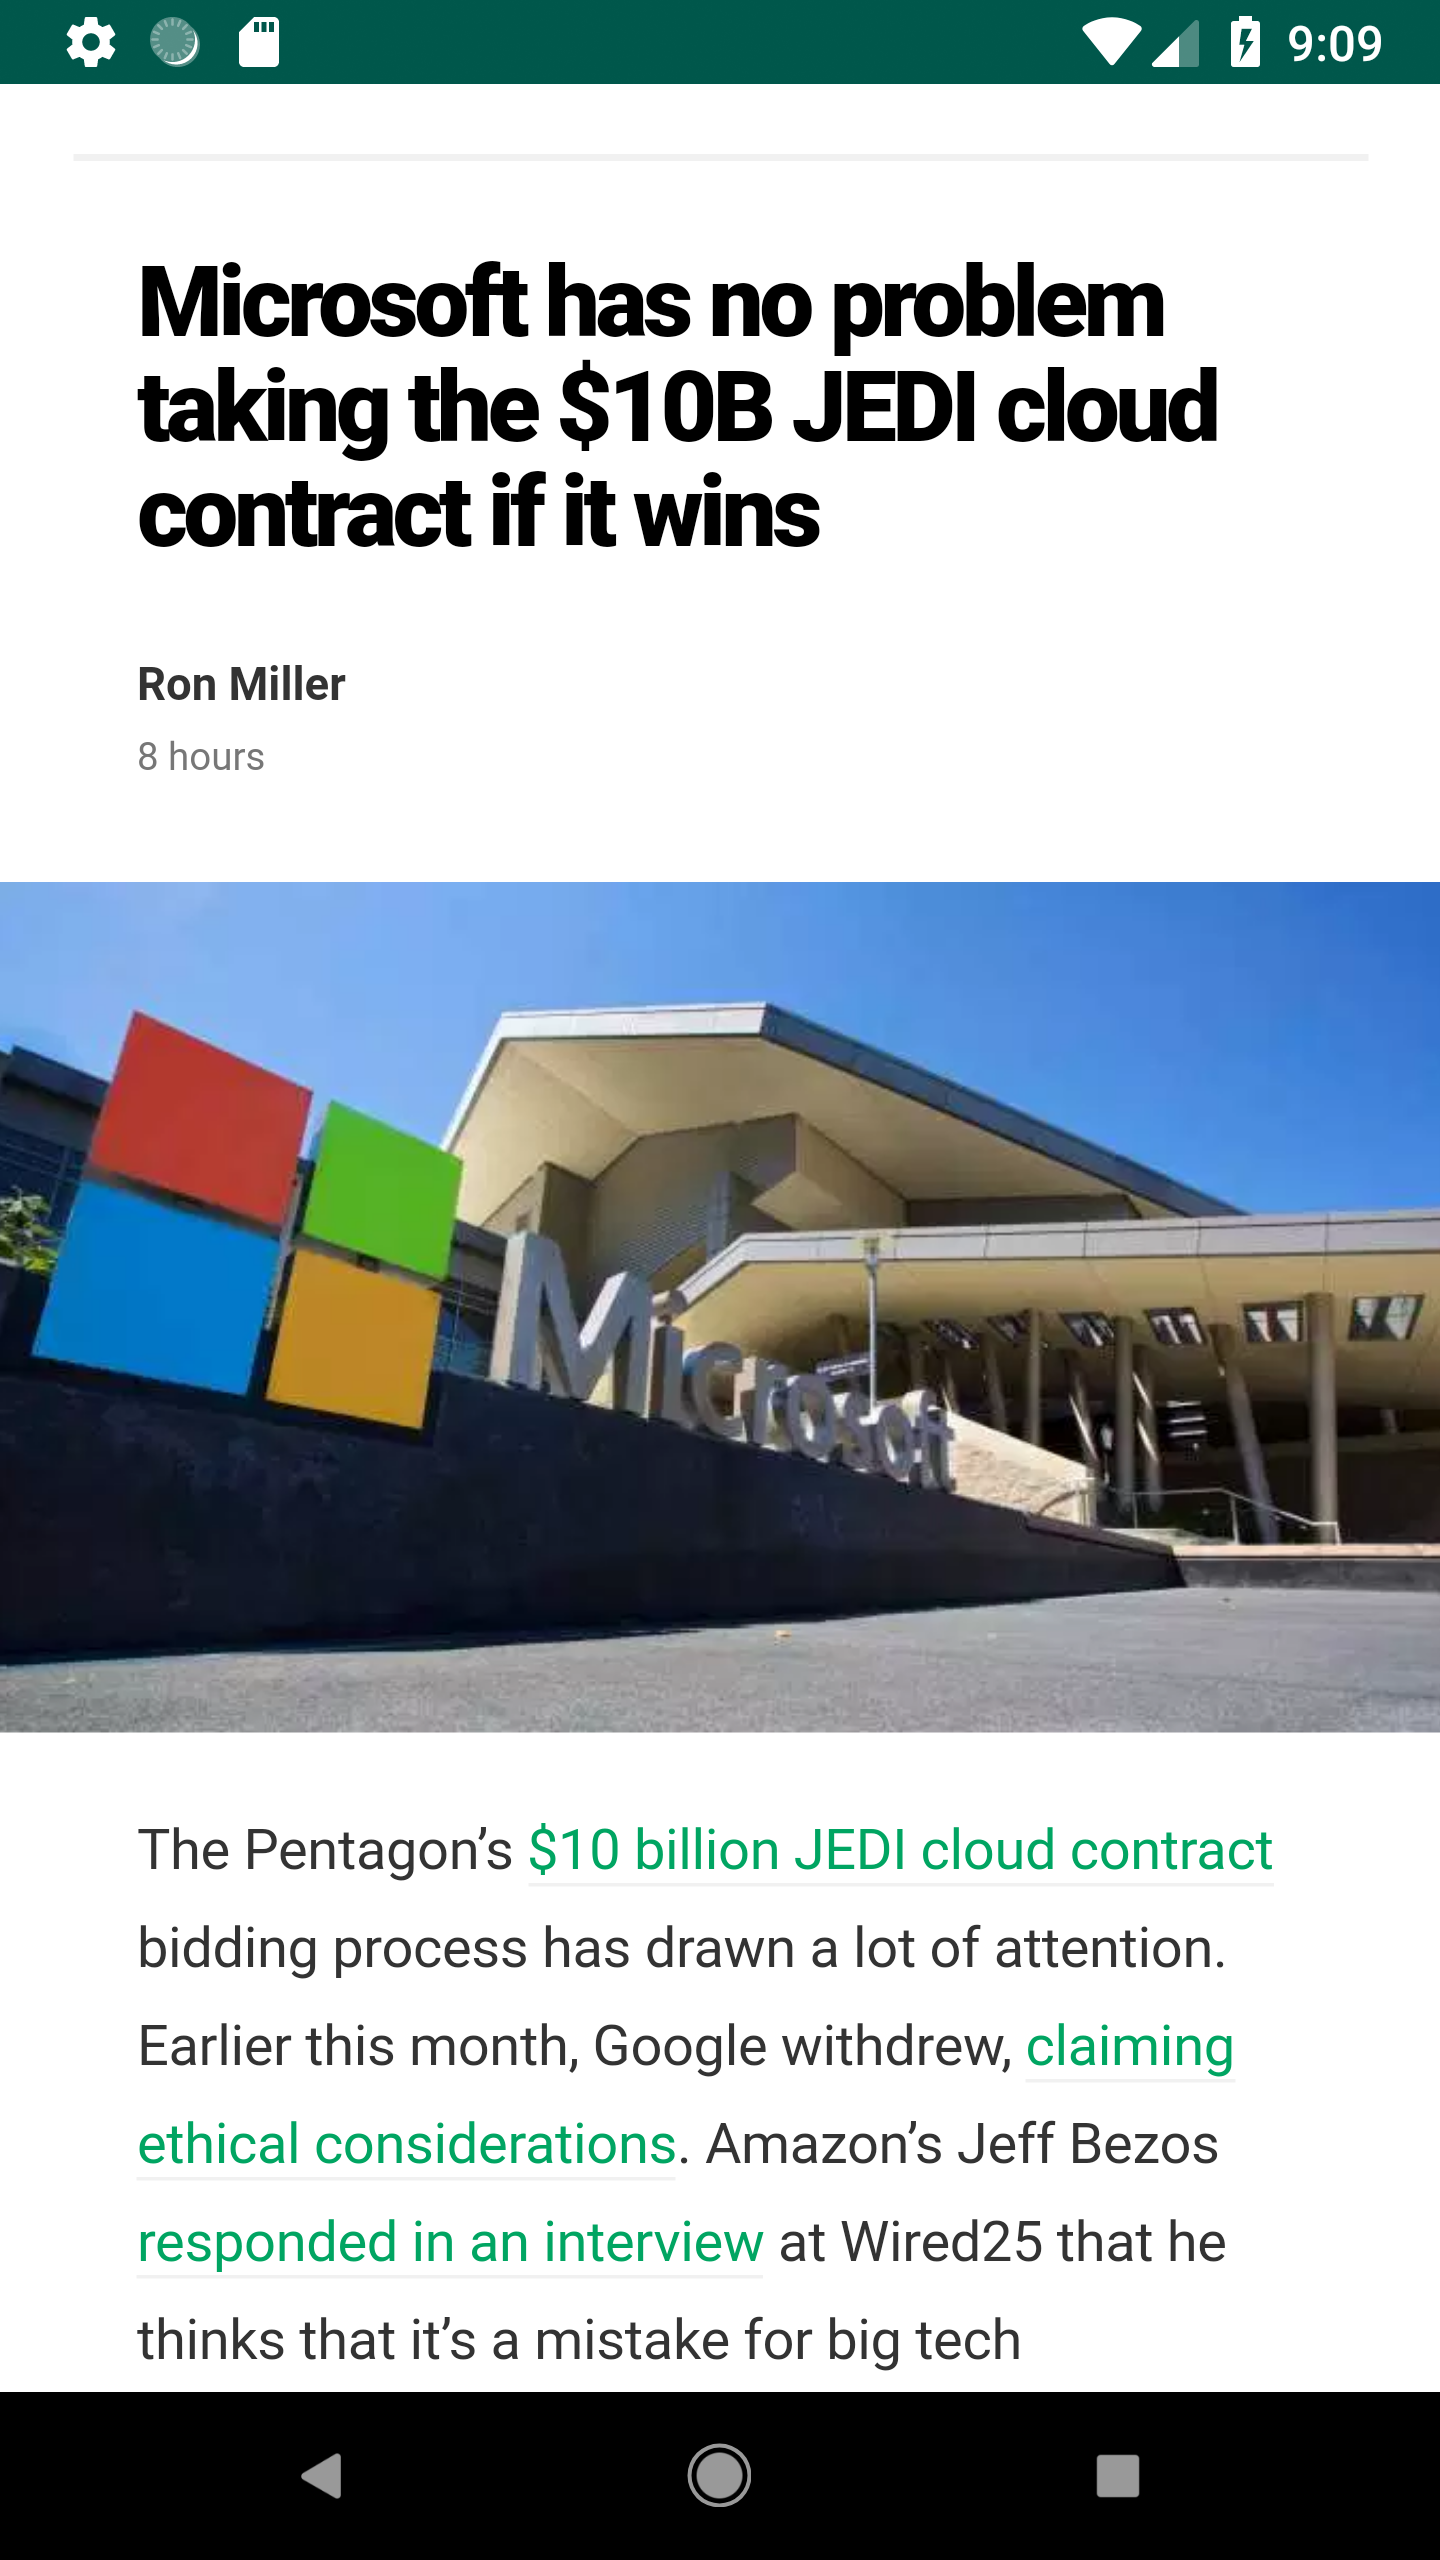 9:09
Microsoft has no problem
taking the $10B JEDI cloud
contract if it wins
Ron Miller
8 hours
Microsoft
The Pentagon’s $10 billion JEDI cloud contract
bidding process has drawn a lot of attention.
Earlier this month, Google withdrew, claiming
ethical considerations. Amazon’s Jeff Bezos
responded in an interview at Wired25 that he
thinks that it’s a mistake for big tech